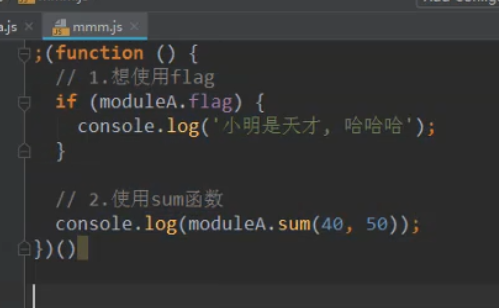 a.js
mmm.js
;(function () {
// 1.想使用flag
if (moduleA.flag) {
console.log('小明是天才, 哈哈哈');
}
// 2.使用sum函数
console.log(moduleA.sum(40, 50));
})()